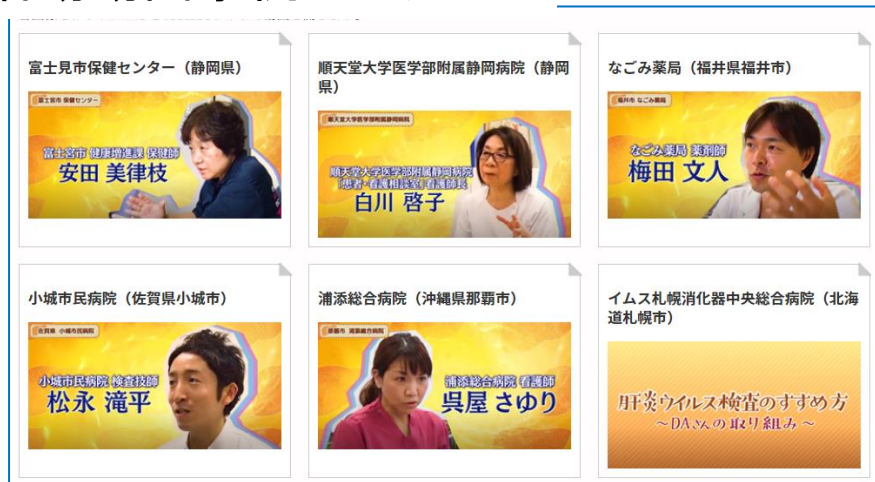 富士見市保健センター（静岡県）
順天堂大学医学部附属静岡病院（静岡
県）
なごみ薬局（福井県福井市）
富士宮市 保健センター
富士宮市 健康増進課 保健師
安田 美律枝
順天堂大学医学部附属静岡病院
順天堂大学医学部附属静岡病院
「患者・看護相談室」看護師長
白川 啓子
福井市 なごみ薬局
なごみ薬局 薬剤師
梅田 文人
小城市民病院（佐賀県小城市）
浦添総合病院（沖縄県那覇市）
イムス札幌消化器中央総合病院（北海
道札幌市）
佐賀県 小城市民病院
小城市民病院 検査技師
松永 滝平
那覇市 浦添総合病院
浦添総合病院 看護師
呉屋 さゆり
肝炎ウイルス検査のすすめ方
～DAさんの取り組み～